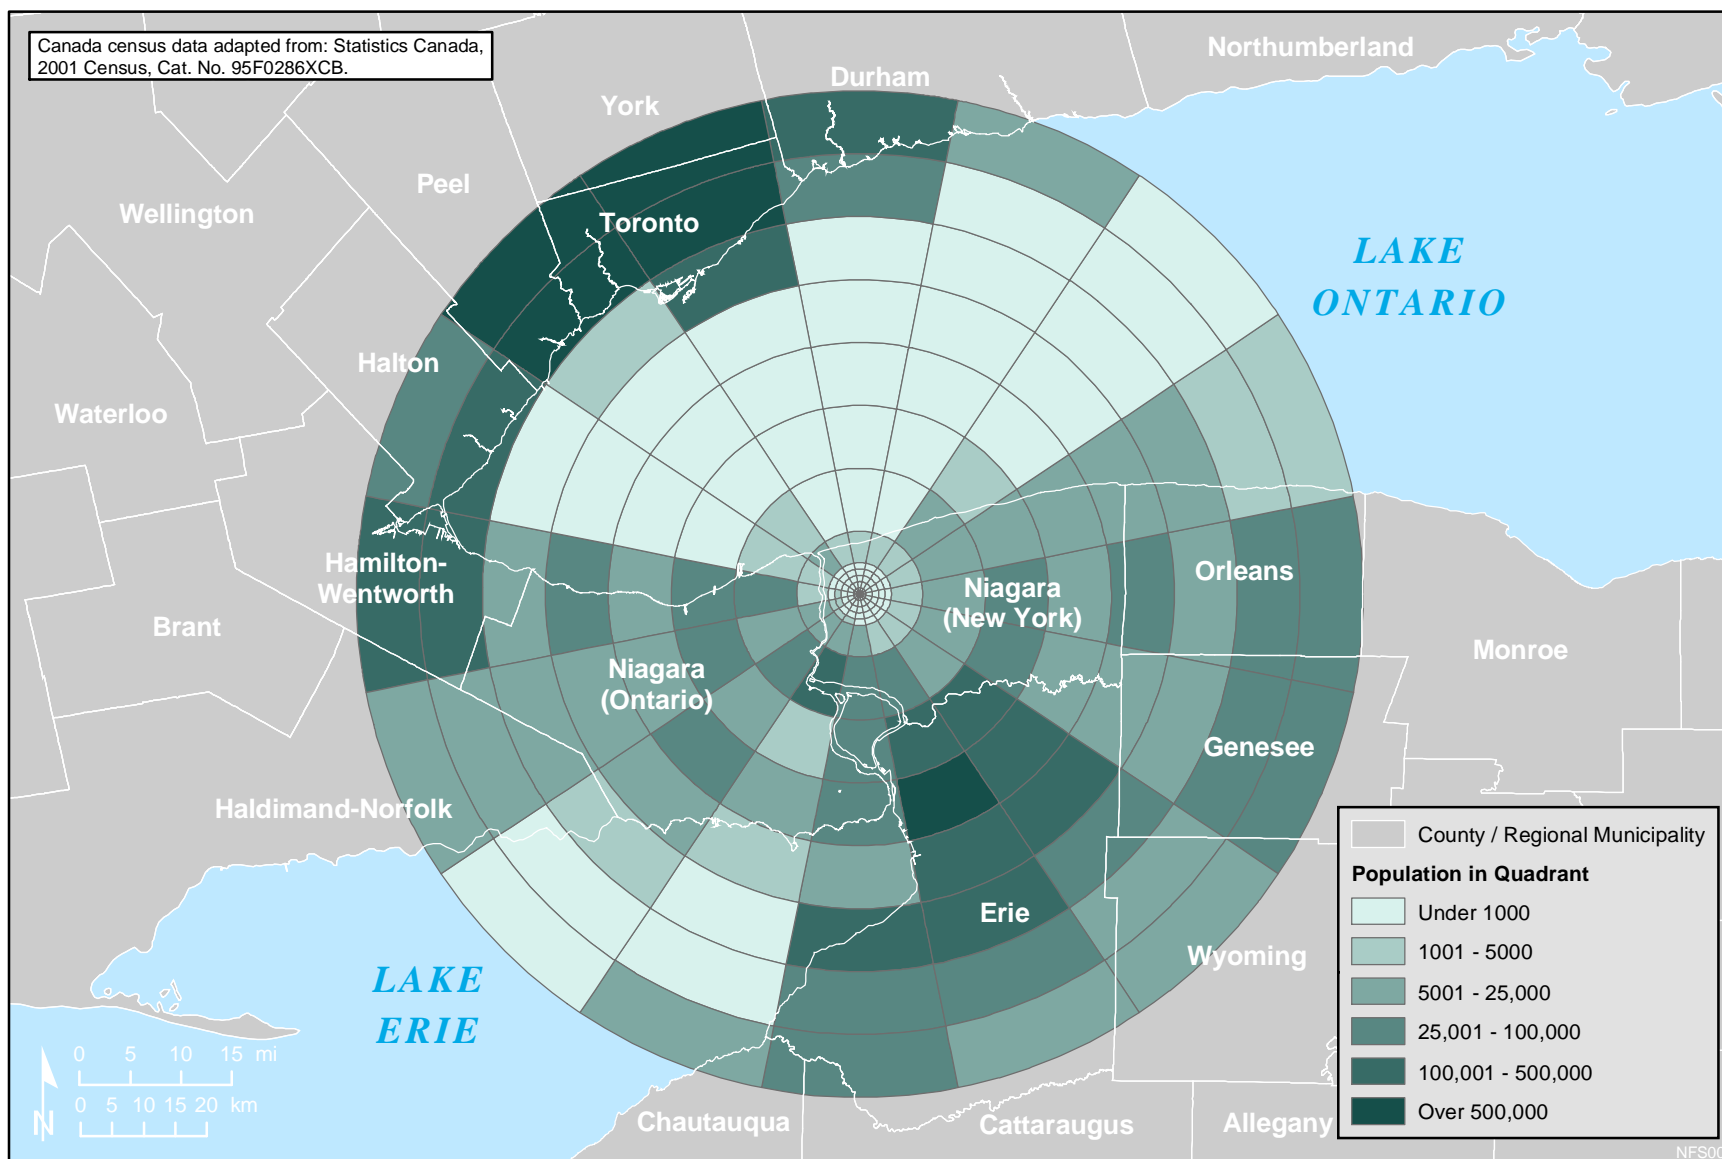 Canada census data adapted from: Statistics Canada,
2001 Census, Cat. No. 95F0286XCB.
Northumberland
Durham
York
Peel
Wellington
Toronto
LAKE
ONTARIO
Halton
Waterloo
Hamilton-
Wentworth
Orleans
Niagara
(New York)
Brant
Monroe
Niagara
(Ontario)
Genesee
Haldimand-Norfolk
Erie
Wyoming
LAKE
ERIE
County / Regional Municipality
Population in Quadrant
Under 1000
1001 - 5000
5001 - 25,000
25,001 - 100,000
100,001 - 500,000
Over 500,000
0 5 10 15 mi
0 5 10 15 20 km
N
Chautauqua
Cattaraugus
Allegany
NFS00